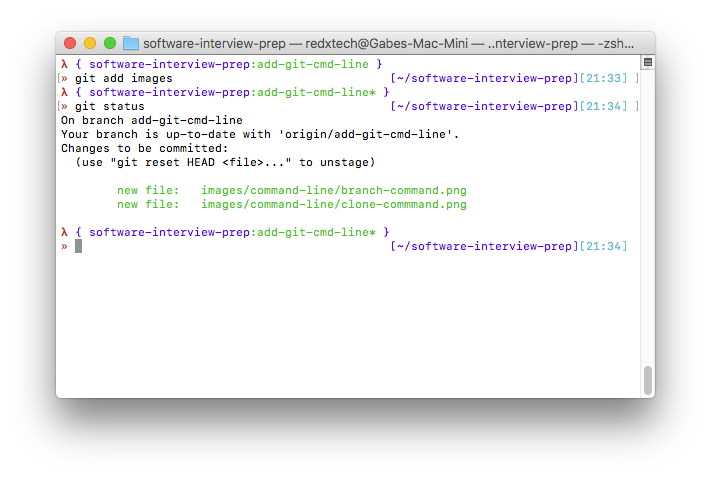 software-interview-prep — redxtech@Gabes-Mac-Mini — ..nterview-prep — -zsh...
λ { software-interview-prep:add-git-cmd-line }
[» git add images [~/software-interview-prep][21:33] ]
λ { software-interview-prep:add-git-cmd-line* }
[» git status [~/software-interview-prep][21:34] ]
On branch add-git-cmd-line
Your branch is up-to-date with 'origin/add-git-cmd-line'.
Changes to be committed:
(use "git reset HEAD <file>..." to unstage)
new file: images/command-line/branch-command.png
new file: images/command-line/clone-commmand.png
λ { software-interview-prep:add-git-cmd-line* }
» [~/software-interview-prep][21:34]